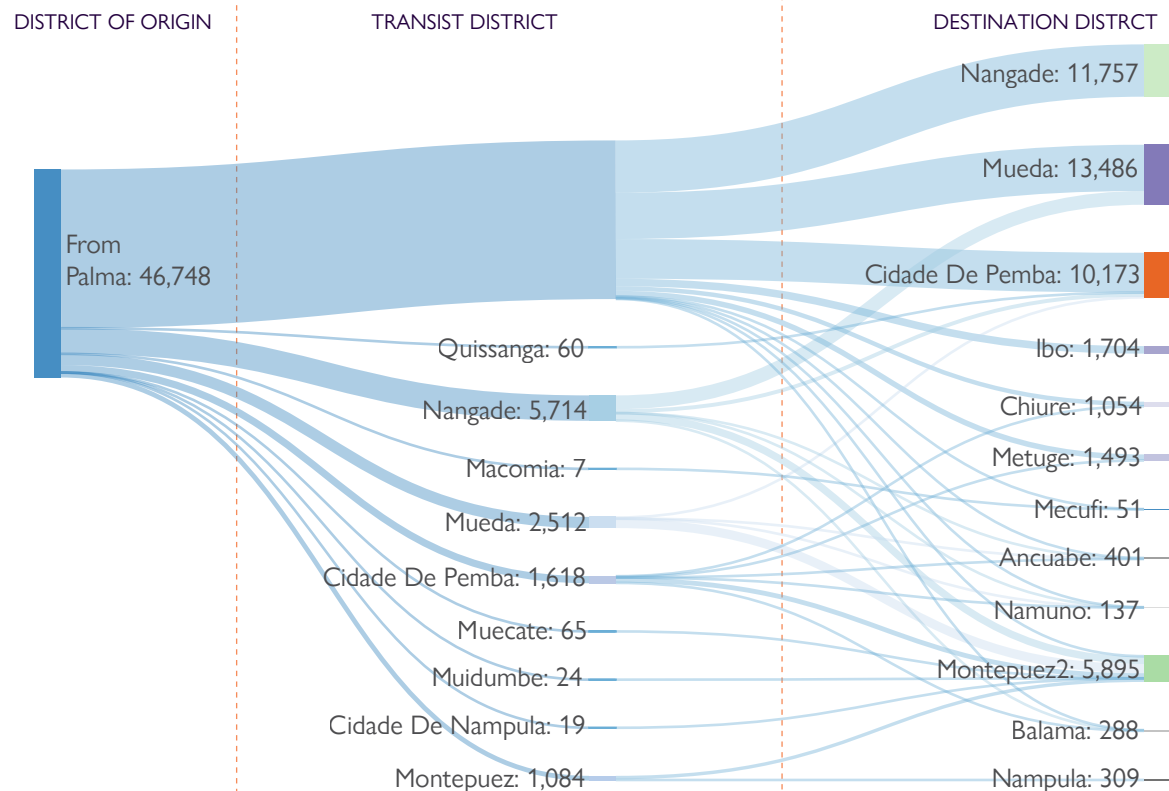 DISTRICT OF ORIGIN
TRANSIST DISTRICT
DESTINATION DISTRCT
From
Palma: 46,748
Quissanga: 60
Nangade: 5,714
Macomia: 7
Mueda: 2,512
Cidade De Pemba: 1,618
Muecate: 65
Muidumbe: 24
Cidade De Nampula: 19
Montepuez: 1,084
Nangade: 11,757
Mueda: 13,486
Cidade De Pemba: 10,173
Ibo: 1,704
Chiure: 1,054
Metuge: 1,493
Mecufi: 51
Ancuabe: 401
Namuno: 137
Montepuez2: 5,895
Balama: 288
Nampula: 309